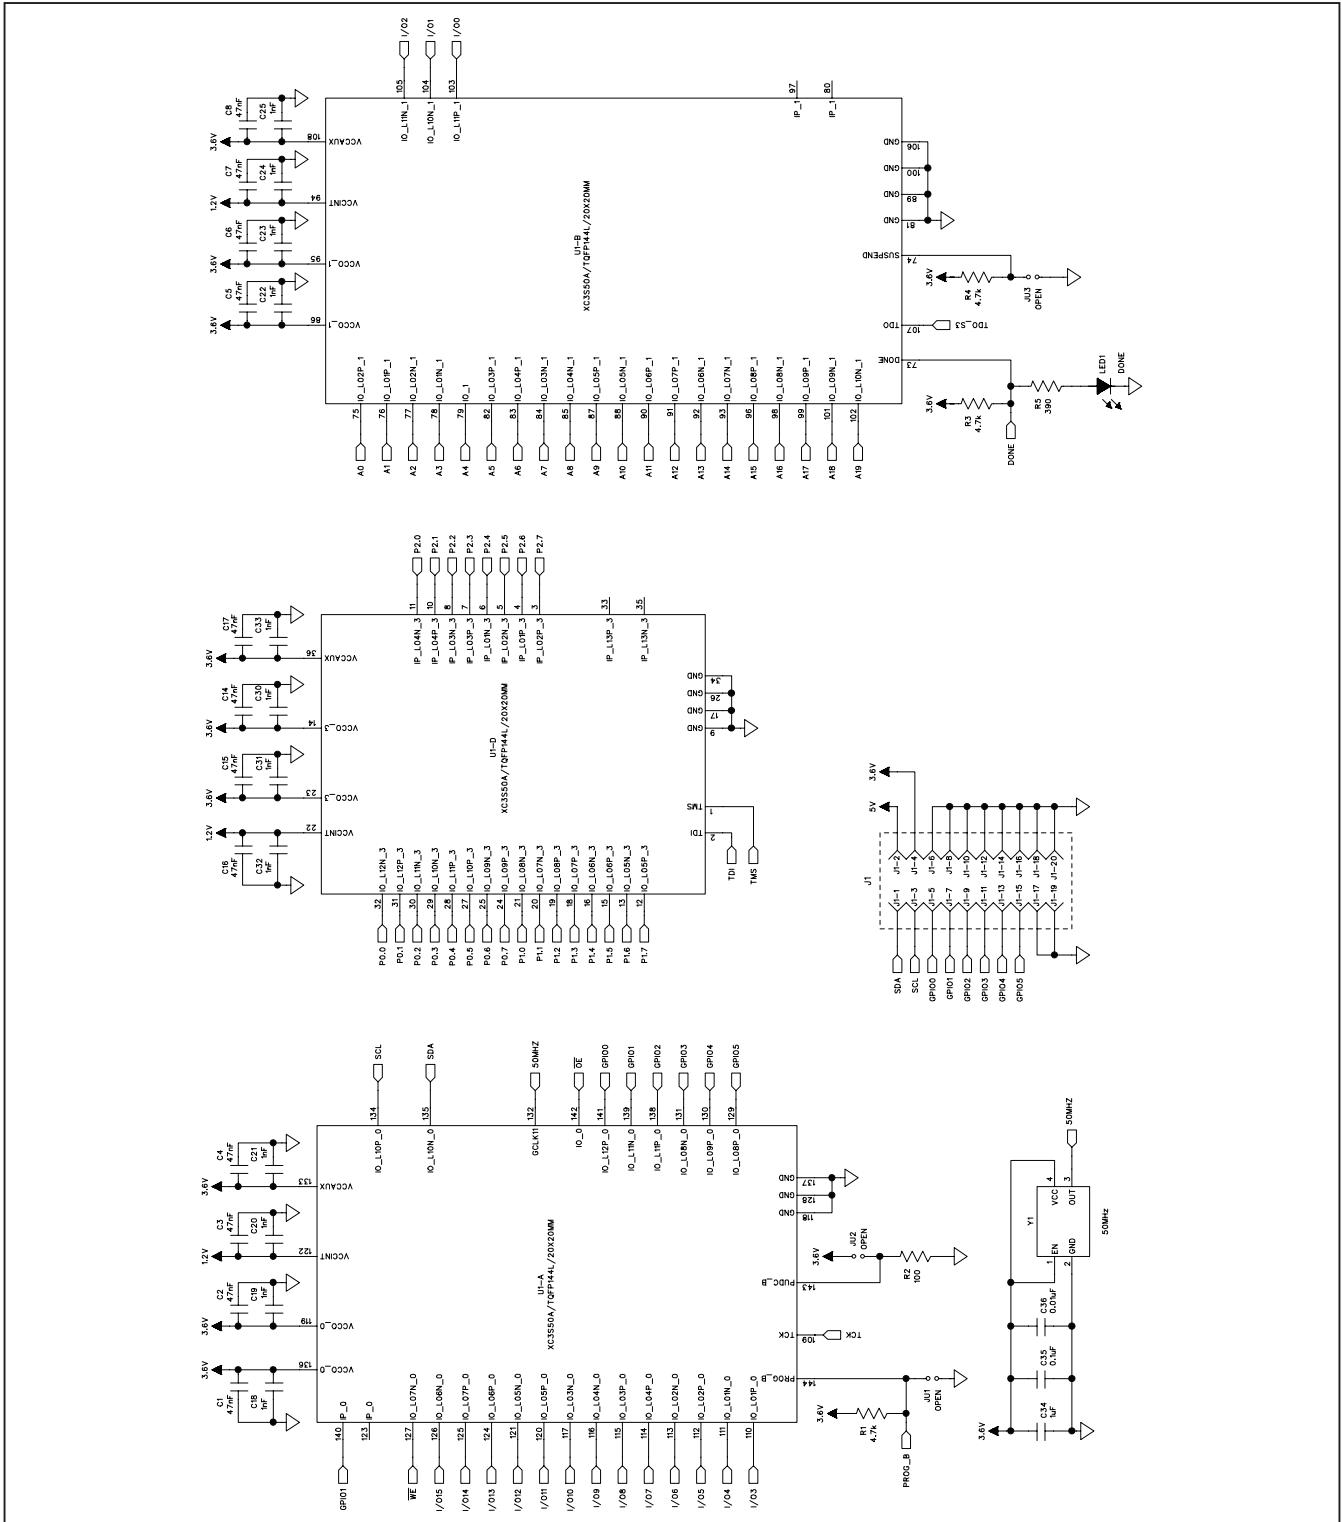 I/O2
I/O1
I/O0
105
104
103
97
80
IO_L11N_1
IO_L10N_1
IO_L11P_1
IP_1
IP_1
C8
47nF
C25
1nF
3.6V
108
VCCAUX
C7
47nF
C24
1nF
1.2V
94
VCCINT
C6
47nF
C23
1nF
3.6V
95
VCCO_1
C5
47nF
C22
1nF
3.6V
86
VCCO_1
U1-B
XC3S50A/TQFP144L/20X20MM
GND
106
GND
100
GND
89
GND
81
SUSPEND
74
3.6V
R4
4.7k
JU3
OPEN
TDO
107
TDO_S3
DONE
73
3.6V
R3
4.7k
R5
390
LED1
DONE
DONE
IO_L02P_1
IO_L01P_1
IO_L02N_1
IO_L01N_1
IO_1
IO_L03P_1
IO_L04P_1
IO_L03N_1
IO_L04N_1
IO_L05P_1
IO_L05N_1
IO_L06P_1
IO_L07P_1
IO_L06N_1
IO_L07N_1
IO_L08P_1
IO_L08N_1
IO_L09P_1
IO_L09N_1
IO_L10N_1
75
76
77
78
79
82
83
84
85
87
88
90
91
92
93
96
98
99
101
102
A0
A1
A2
A3
A4
A5
A6
A7
A8
A9
A10
A11
A12
A13
A14
A15
A16
A17
A18
A19
P2.0
P2.1
P2.2
P2.3
P2.4
P2.5
P2.6
P2.7
11
10
8
7
6
5
4
3
33
35
IP_L04N_3
IP_L04P_3
IP_L03N_3
IP_L03P_3
IP_L01N_3
IP_L02N_3
IP_L01P_3
IP_L02P_3
IP_L13P_3
IP_L13N_3
C17
47nF
C33
1nF
3.6V
36
VCCAUX
C14
47nF
C30
1nF
3.6V
14
VCCO_3
C15
47nF
C31
1nF
3.6V
23
VCCO_3
1.2V
22
VCCINT
C16
47nF
C32
1nF
U1-D
XC3S50A/TQFP144L/20X20MM
GND
34
GND
26
GND
17
GND
9
TMS
1
TDI
2
TDI
TMS
IO_L12N_3
IO_L12P_3
IO_L11N_3
IO_L10N_3
IO_L11P_3
IO_L10P_3
IO_L09N_3
IO_L09P_3
IO_L08N_3
IO_L07N_3
IO_L08P_3
IO_L07P_3
IO_L06N_3
IO_L06P_3
IO_L05N_3
IO_L05P_3
32
31
30
29
28
27
25
24
21
20
19
18
16
15
13
12
P0.0
P0.1
P0.2
P0.3
P0.4
P0.5
P0.6
P0.7
P1.0
P1.1
P1.2
P1.3
P1.4
P1.5
P1.6
P1.7
3.6V
5V
J1
J1-2
J1-4
J1-6
J1-8
J1-10
J1-12
J1-14
J1-16
J1-18
J1-20
J1-1
J1-3
J1-5
J1-7
J1-9
J1-11
J1-13
J1-15
J1-17
J1-19
SDA
SCL
GPIO0
GPIO1
GPIO2
GPIO3
GPIO4
GPIO5
SCL
SDA
50MHZ
OE
GPIO0
GPIO1
GPIO2
GPIO3
GPIO4
GPIO5
134
135
132
142
141
139
138
131
130
129
IO_L10P_0
IO_L10N_0
GCLK11
IO_0
IO_L12P_0
IO_L11N_0
IO_L11P_0
IO_L08N_0
IO_L09P_0
IO_L08P_0
C4
47nF
C21
1nF
3.6V
133
VCCAUX
C3
47nF
C20
1nF
1.2V
122
VCCINT
C2
47nF
C19
1nF
3.6V
119
VCCO_0
3.6V
136
VCCO_0
C1
47nF
C18
1nF
U1-A
XC3S50A/TQFP144L/20X20MM
GND
137
GND
128
GND
118
3.6V
JU2
OPEN
PUDC_B
143
R2
100
TCK
109
TCK
PROG_B
144
3.6V
R1
4.7k
JU1
OPEN
PROG_B
IP_0
IP_0
IO_L07N_0
IO_L06N_0
IO_L07P_0
IO_L06P_0
IO_L05N_0
IO_L05P_0
IO_L03N_0
IO_L04N_0
IO_L03P_0
IO_L04P_0
IO_L02N_0
IO_L02P_0
IO_L01N_0
IO_L01P_0
140
123
127
126
125
124
121
120
117
116
115
114
113
112
111
110
GPIO1
WE
I/O15
I/O14
I/O13
I/O12
I/O11
I/O10
I/O9
I/O8
I/O7
I/O6
I/O5
I/O4
I/O3
50MHZ
4
3
VCC
OUT
Y1
50MHz
EN
GND
1
2
C36
0.01uF
C35
0.1uF
3.6V
C34
1uF